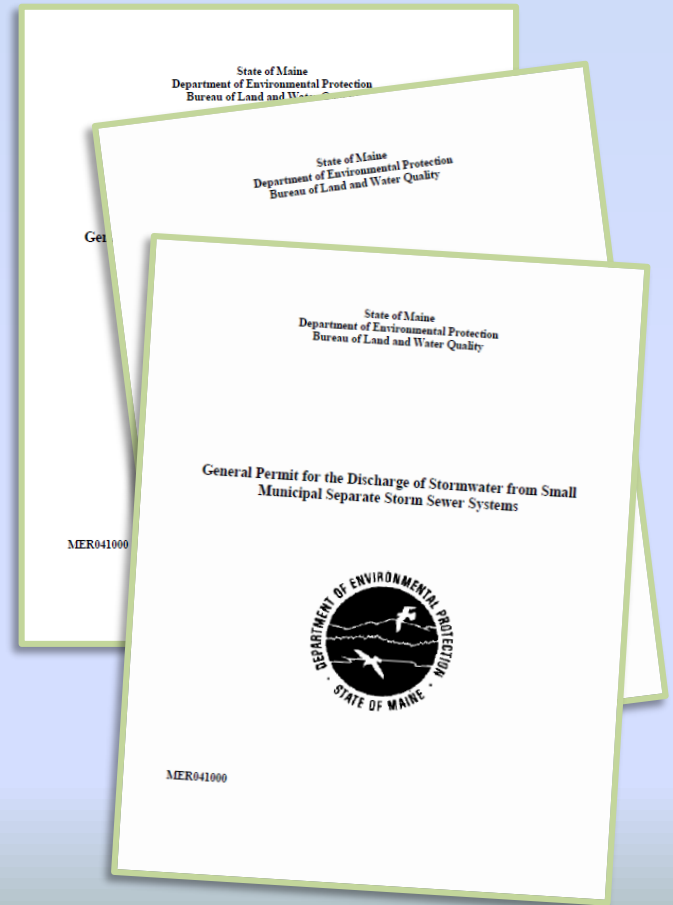 State of Maine
Department of Environmental Protection
Bureau of Land and
Ger
MER041000
State of Maine
Department of Environmental Protection
Bureau of Land and Water Quality
State of Maine
Department of Environmental Protection
Bureau of Land and Water Quality
General Permit for the Discharge of Stormwater from Small
Municipal Separate Storm Sewer Systems
DEPARTMENT OF ENVIRONMENTAL PROTECTION
· STATE OF MAINE ·
MER041000